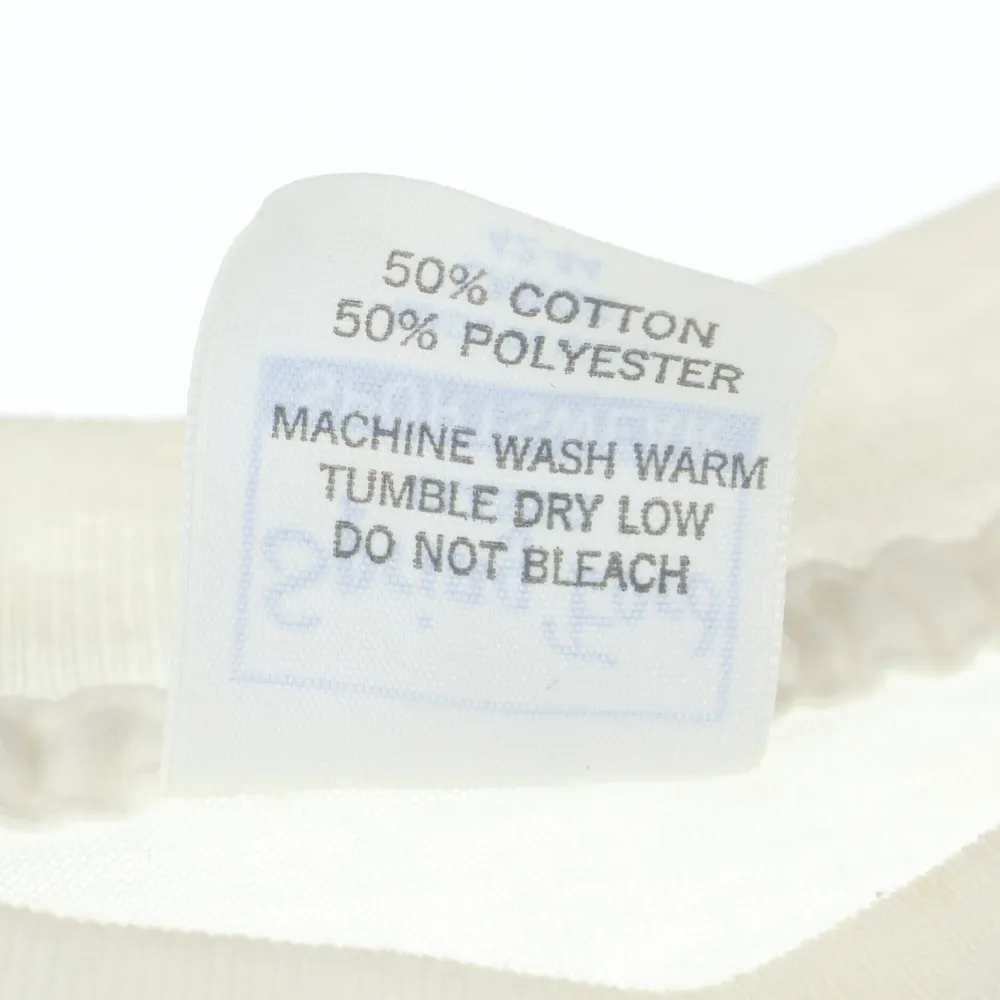 50% COTTON
50% POLYESTER
MACHINE WASH WARM
TUMBLE DRY LOW
DO NOT BLEACH